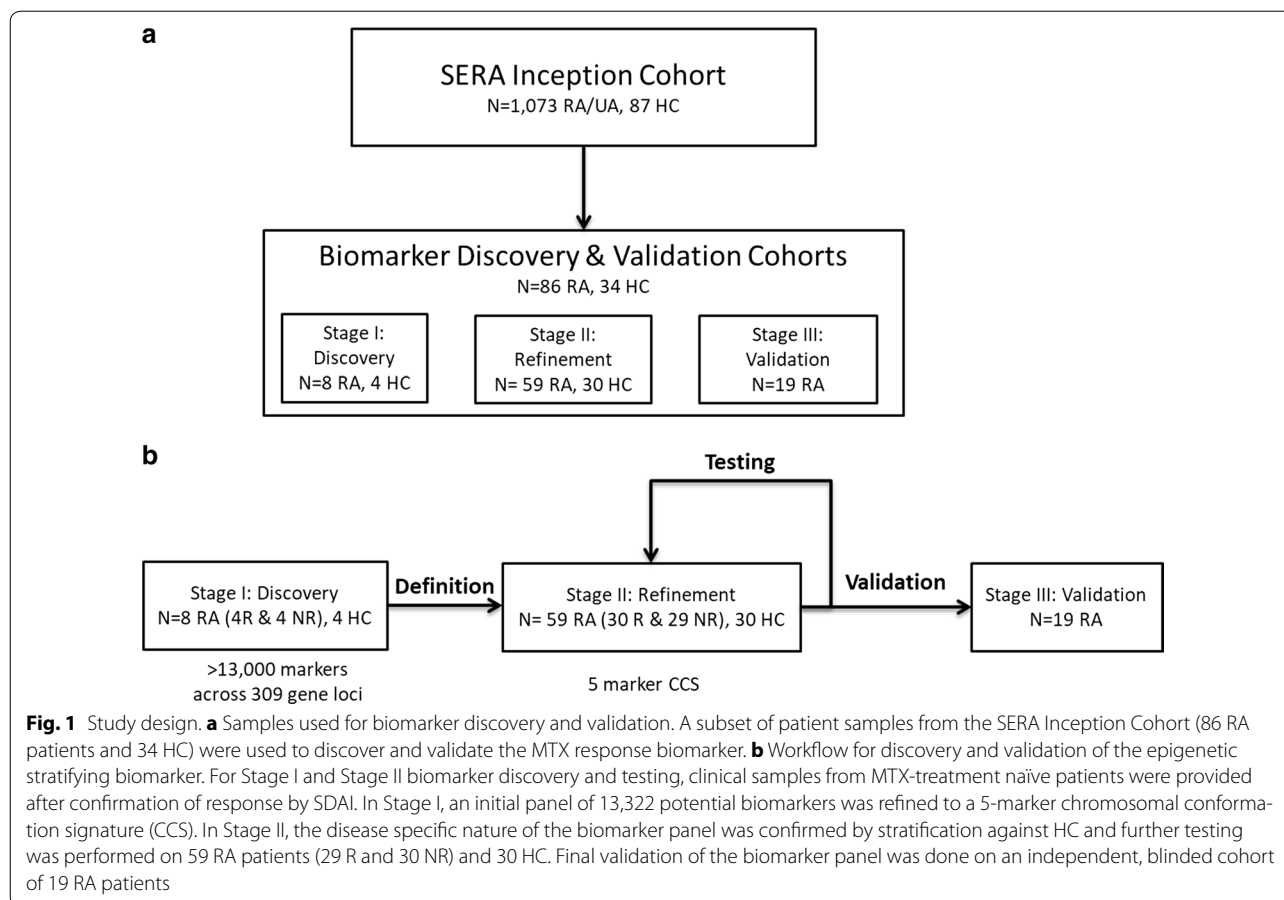 a
SERA Inception Cohort
N=1,073 RA/UA, 87 HC
Biomarker Discovery & Validation Cohorts
N=86 RA, 34 HC
Stage I:
Discovery
N=8 RA, 4 HC
Stage II:
Refinement
N= 59 RA, 30 HC
Stage III:
Validation
N=19 RA
b
Testing
Stage I: Discovery
N=8 RA (4R & 4 NR), 4 HC
Definition
Stage II: Refinement
N= 59 RA (30 R & 29 NR), 30 HC
Validation
Stage III: Validation
N=19 RA
>13,000 markers
across 309 gene loci
5 marker CCS
Fig. 1 Study design. a Samples used for biomarker discovery and validation. A subset of patient samples from the SERA Inception Cohort (86 RA
patients and 34 HC) were used to discover and validate the MTX response biomarker. b Workflow for discovery and validation of the epigenetic
stratifying biomarker. For Stage I and Stage II biomarker discovery and testing, clinical samples from MTX-treatment naïve patients were provided
after confirmation of response by SDAI. In Stage I, an initial panel of 13,322 potential biomarkers was refined to a 5-marker chromosomal conforma-
tion signature (CCS). In Stage II, the disease specific nature of the biomarker panel was confirmed by stratification against HC and further testing
was performed on 59 RA patients (29 R and 30 NR) and 30 HC. Final validation of the biomarker panel was done on an independent, blinded cohort
of 19 RA patients